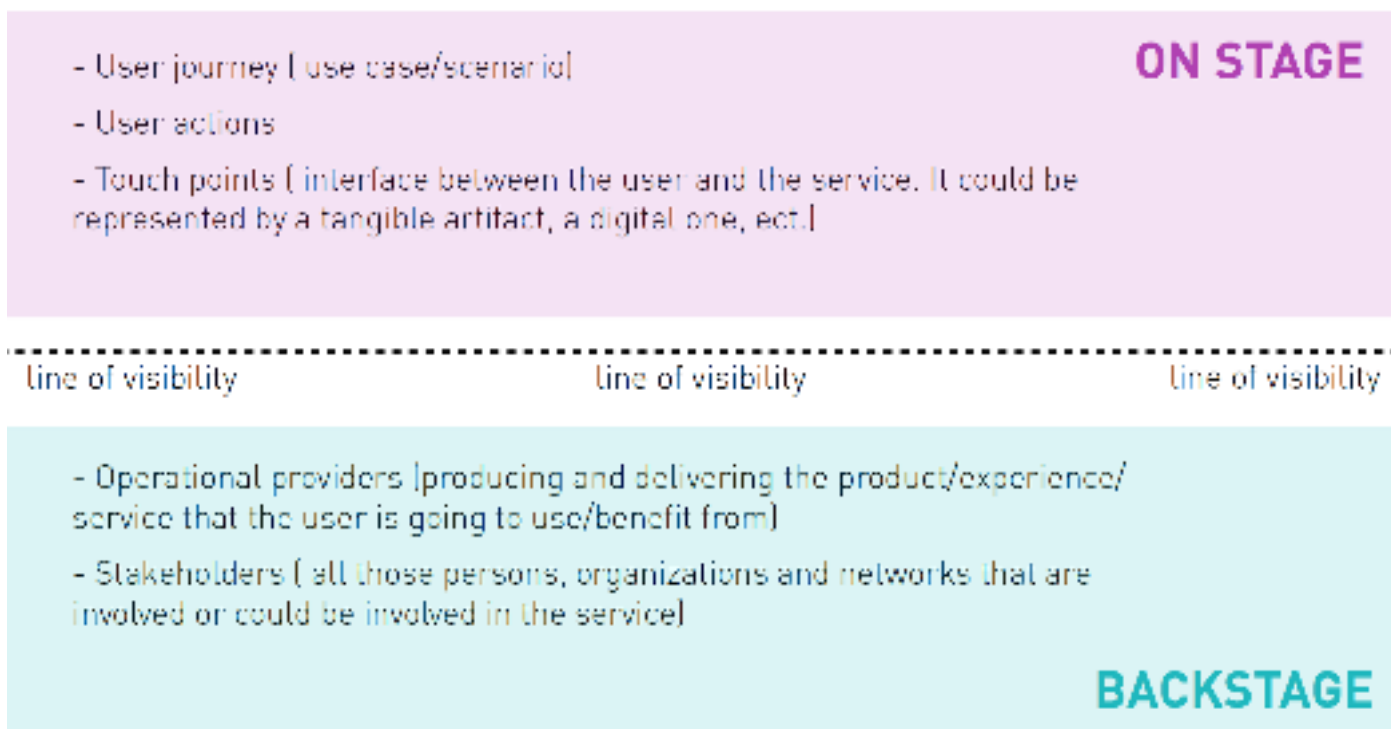 ON STAGE
- User journey ( use case/scenario)
- User actions
- Touch points ( interface between the user and the service. It could be
represented by a tangible artifact, a digital one, ect.)
line of visibility line of visibility line of visibility
- Operational providers (producing and delivering the product/experience/
service that the user is going to use/benefit from)
- Stakeholders ( all those persons, organizations and networks that are
involved or could be involved in the service)
BACKSTAGE